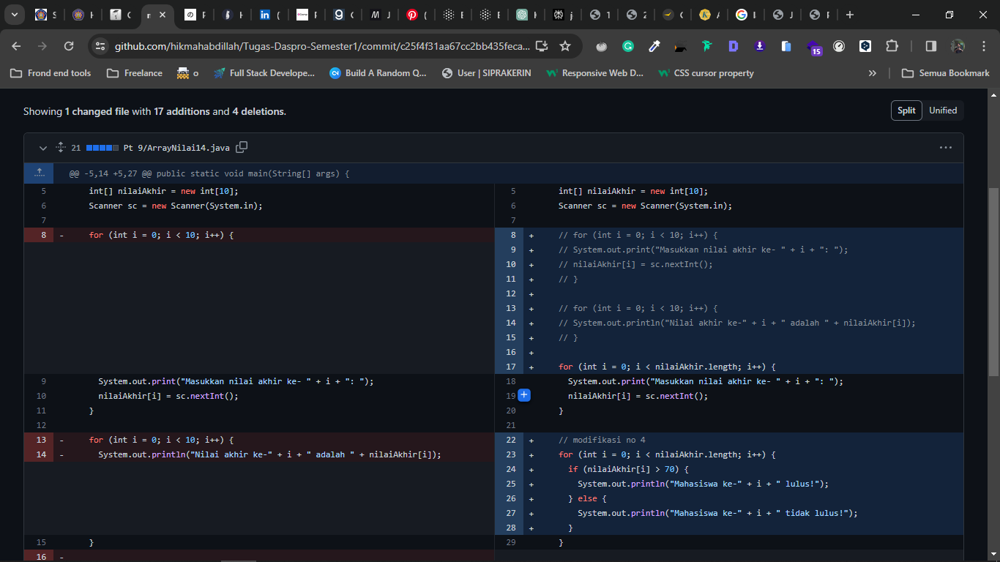 S
K
C
n
の F
F
in (
F
C
M J
(
E
E
K
j
1
2
C
A
I
J
F
github.com/hikmahabdillah/Tugas-Daspro-Semester1/commit/c25f4f31aa67cc2bb435feca...
15
Frond end tools
Freelance
o
Full Stack Develope...
Build A Random Q...
User | SIPRAKERIN
Responsive Web D...
CSS cursor property
»
Semua Bookmark
Showing 1 changed file with 17 additions and 4 deletions.
Split Unified
21 Pt 9/ArrayNilai14.java ...
@@ -5,14 +5,27 @@ public static void main(String[] args) {
5 int[] nilaiAkhir = new int[10];
6 Scanner sc = new Scanner(System.in);
7
8 - for (int i = 0; i < 10; i++) {
9 System.out.print("Masukkan nilai akhir ke- " + i + ": ");
10 nilaiAkhir[i] = sc.nextInt();
11 }
12
13 - for (int i = 0; i < 10; i++) {
14 - System.out.println("Nilai akhir ke-" + i + " adalah " + nilaiAkhir[i]);
15 }
16 -
5 int[] nilaiAkhir = new int[10];
6 Scanner sc = new Scanner(System.in);
7
8 + // for (int i = 0; i < 10; i++) {
9 + // System.out.print("Masukkan nilai akhir ke- " + i + ": ");
10 + // nilaiAkhir[i] = sc.nextInt();
11 + // }
12 +
13 + // for (int i = 0; i < 10; i++) {
14 + // System.out.println("Nilai akhir ke-" + i + " adalah " + nilaiAkhir[i]);
15 + // }
16 +
17 + for (int i = 0; i < nilaiAkhir.length; i++) {
18 System.out.print("Masukkan nilai akhir ke- " + i + ": ");
19 + nilaiAkhir[i] = sc.nextInt();
20 }
21
22 + // modifikasi no 4
23 + for (int i = 0; i < nilaiAkhir.length; i++) {
24 + if (nilaiAkhir[i] > 70) {
25 + System.out.println("Mahasiswa ke-" + i + " lulus!");
26 + } else {
27 + System.out.println("Mahasiswa ke-" + i + " tidak lulus!");
28 + }
29 }